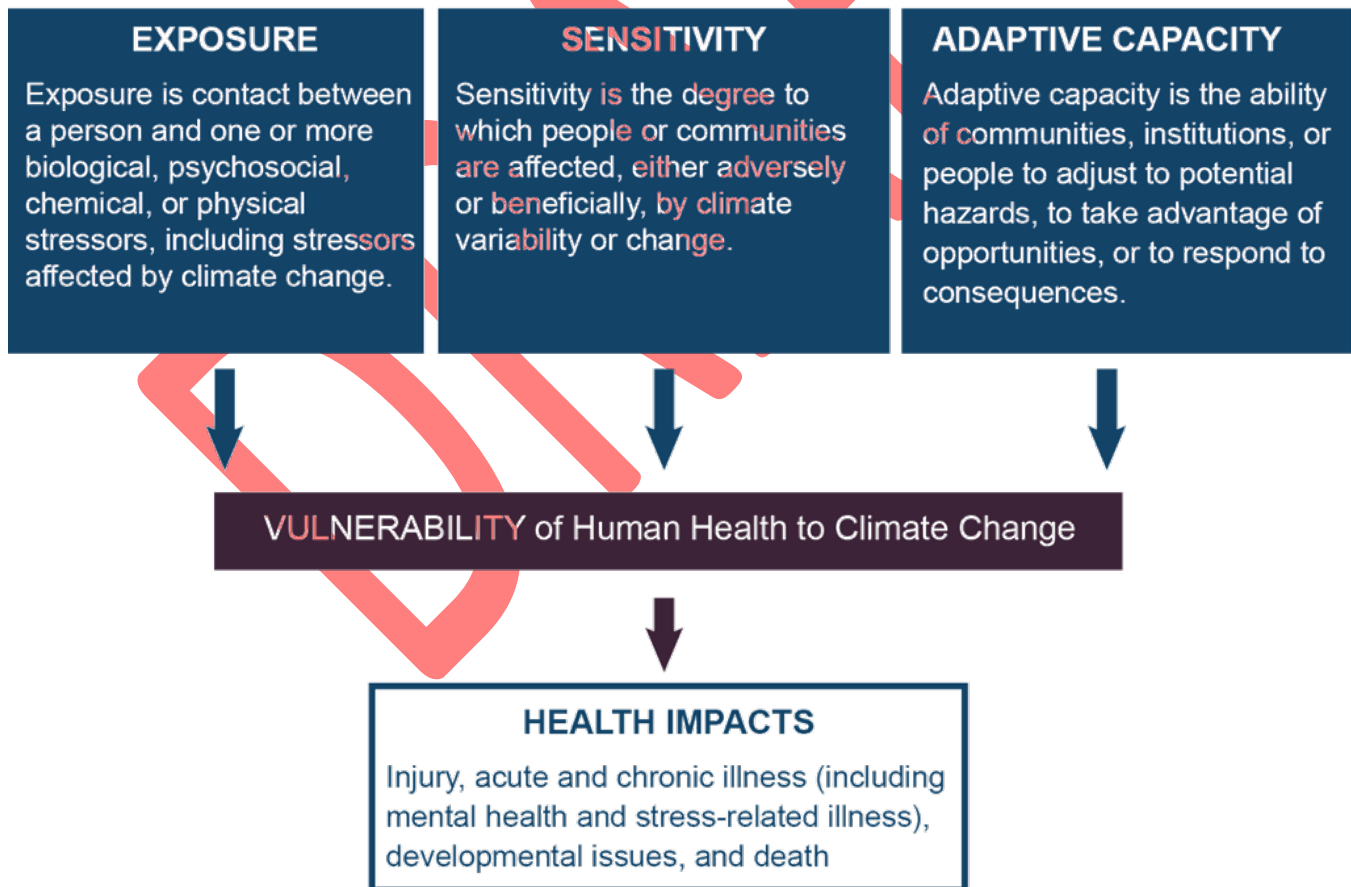 EXPOSURE
Exposure is contact between
a person and one or more
biological, psychosocial,
chemical, or physical
stressors, including stressors
affected by climate change.
SENSITIVITY
Sensitivity is the degree to
which people or communities
are affected, either adversely
or beneficially, by climate
variability or change.
ADAPTIVE CAPACITY
Adaptive capacity is the ability
of communities, institutions, or
people to adjust to potential
hazards, to take advantage of
opportunities, or to respond to
consequences.
VULNERABILITY of Human Health to Climate Change
HEALTH IMPACTS
Injury, acute and chronic illness (including
mental health and stress-related illness),
developmental issues, and death